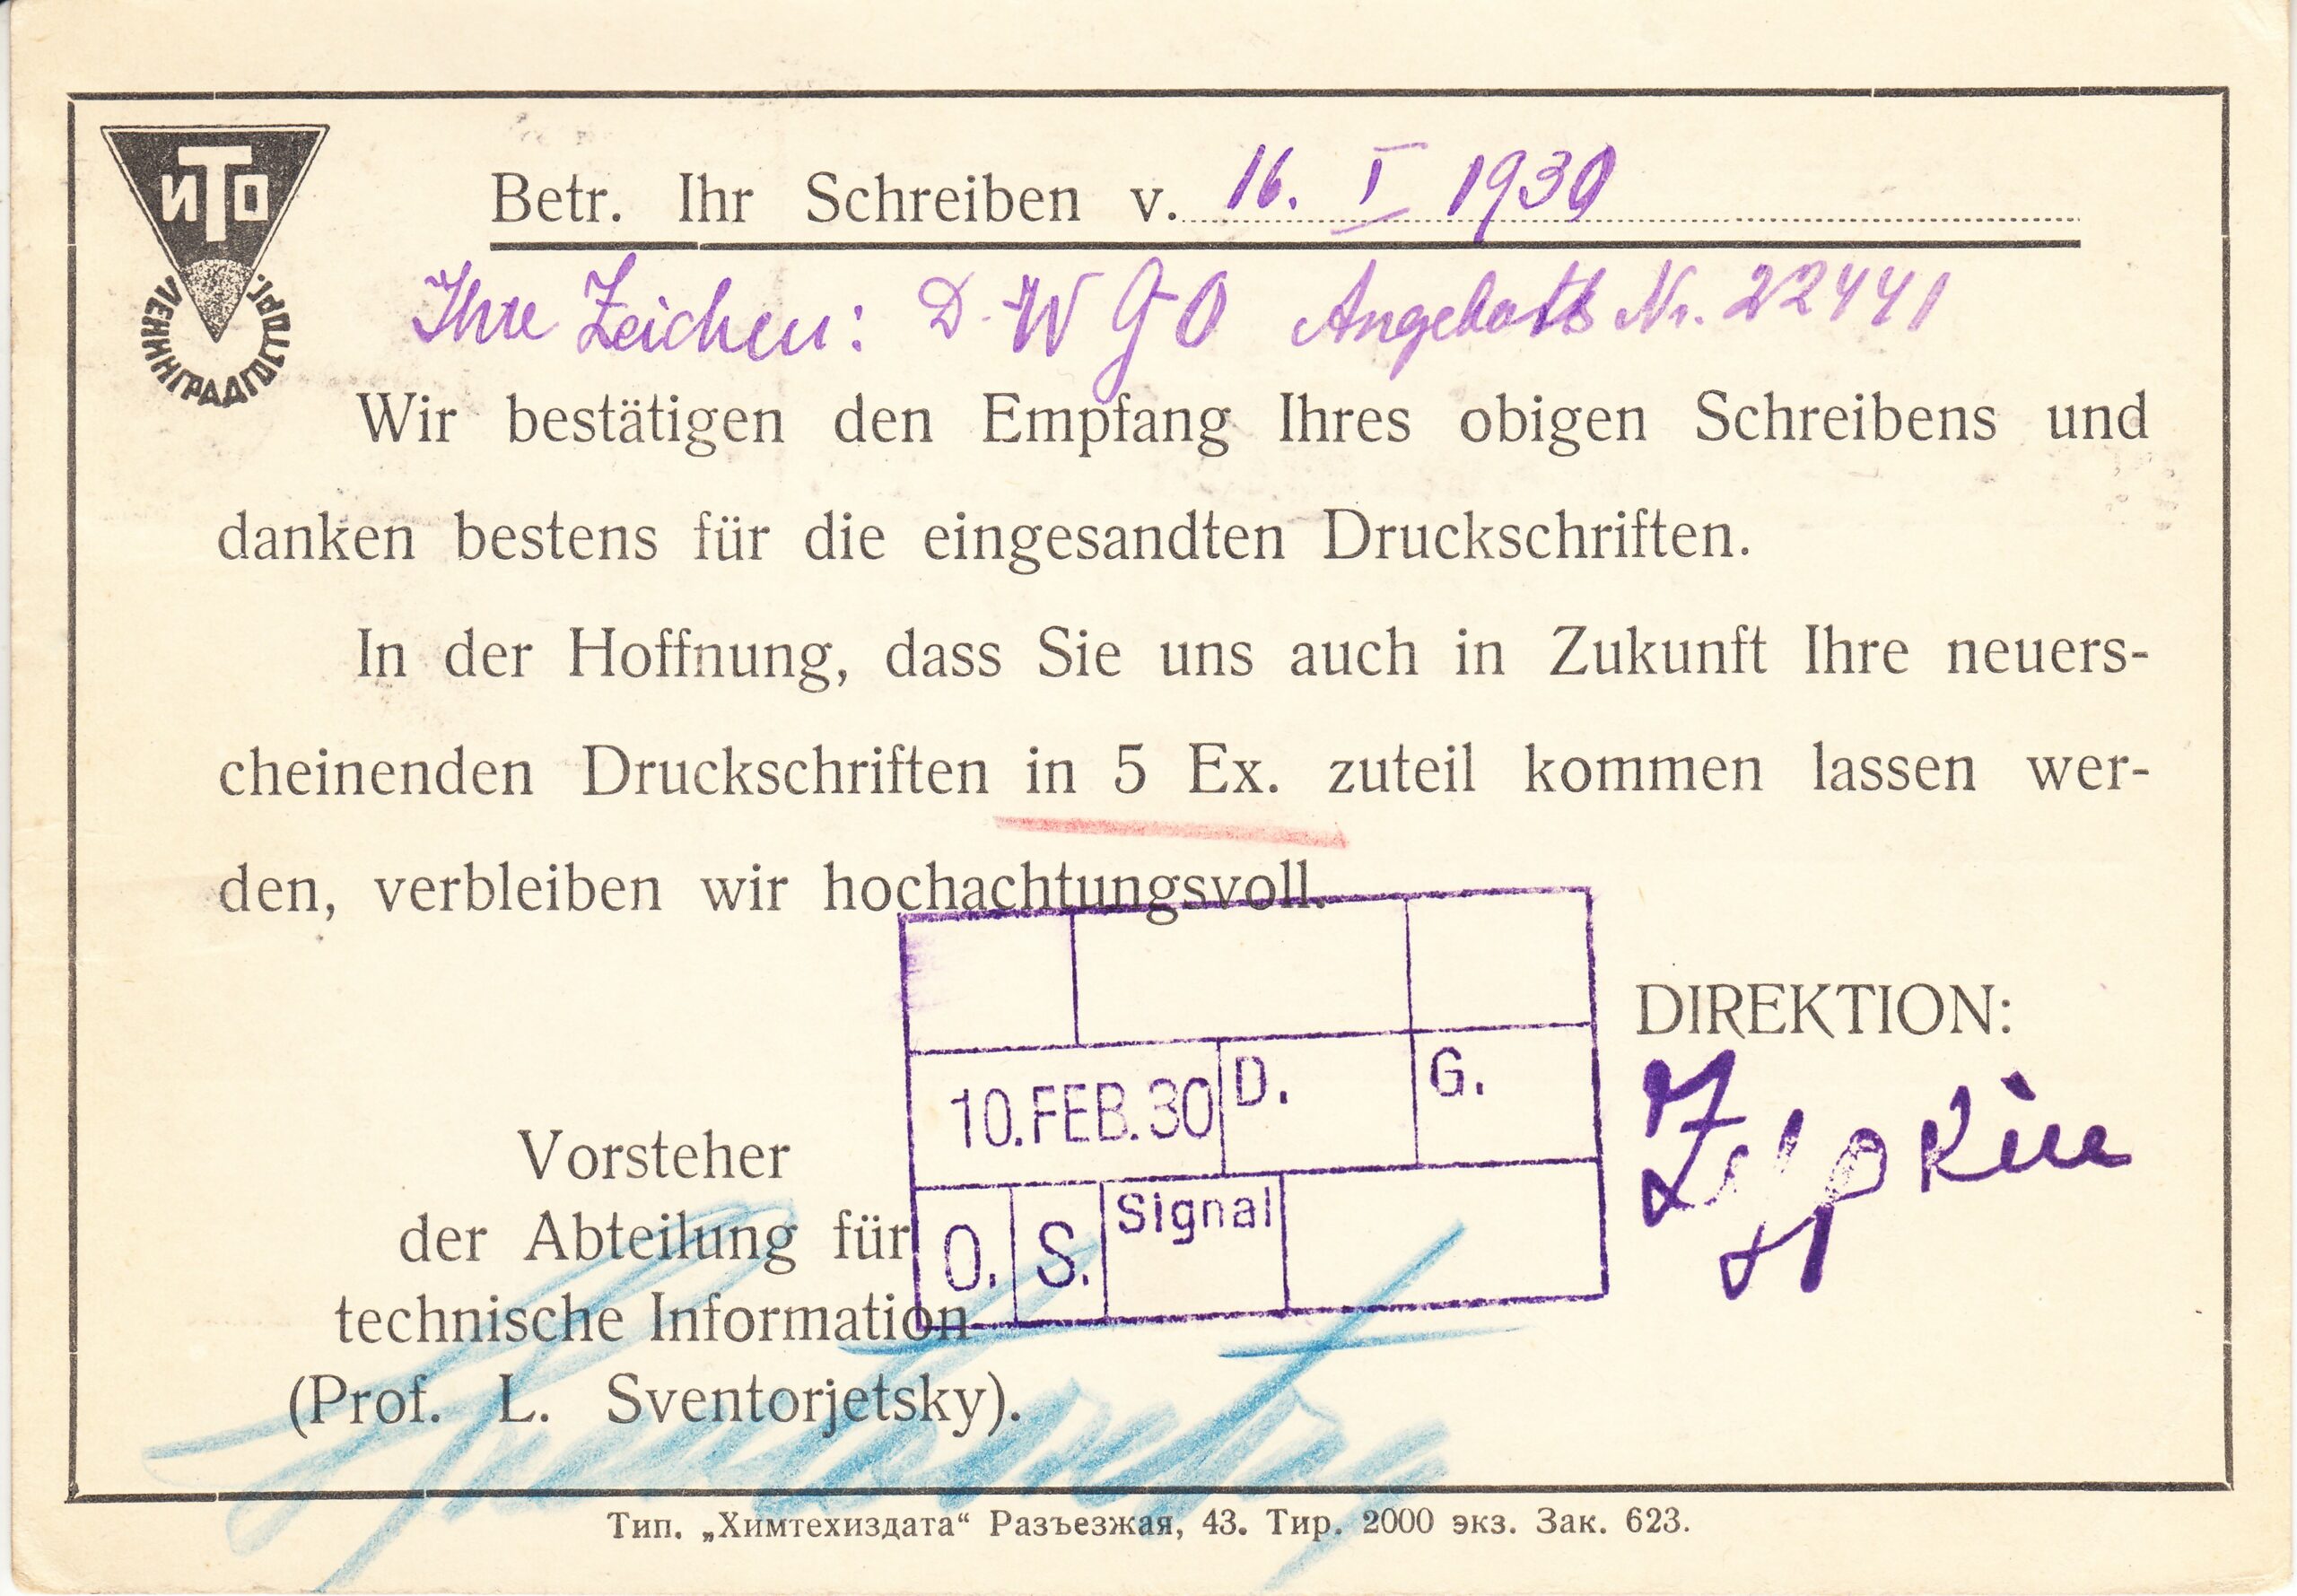 ИТО
ЛЕНИНГРАДГОСТОРГ.
Betr. Ihr Schreiben v. 16. I 1930
Ihre Zeichen: D. W G O Angebots Nr. 22441
Wir bestätigen den Empfang Ihres obigen Schreibens und
danken bestens für die eingesandten Druckschriften.
In der Hoffnung, dass Sie uns auch in Zukunft Ihre neuers-
cheinenden Druckschriften in 5 Ex. zuteil kommen lassen wer-
den, verbleiben wir hochachtungsvoll.
DIREKTION:
10. FEB. 30 D. G.
O. S. Signal
Vorsteher
der Abteilung für
technische Information
(Prof. L. Sventorjetsky).
Тип. „Химтехиздата“ Разъезжая, 43. Тир. 2000 экз. Зак. 623.